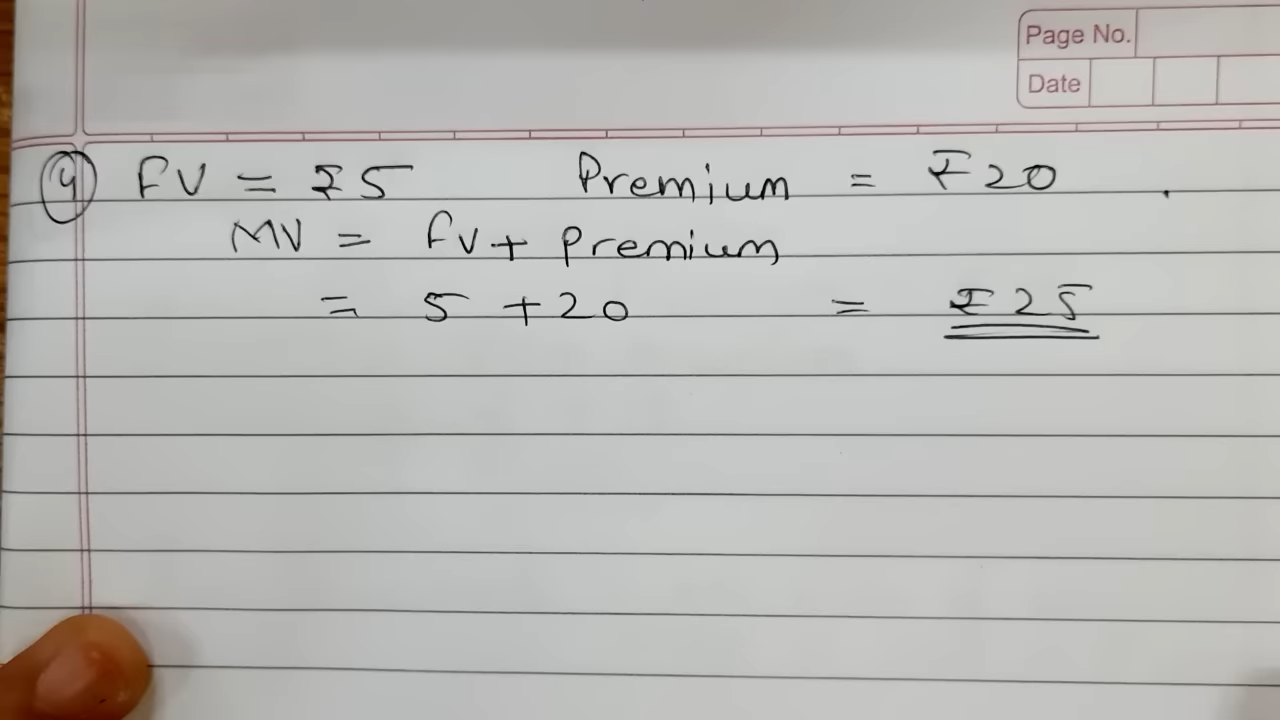 Page No.
Date
④ FV = ₹5 Premium = ₹20 .
MV = FV + Premium
= 5 + 20 = ₹25